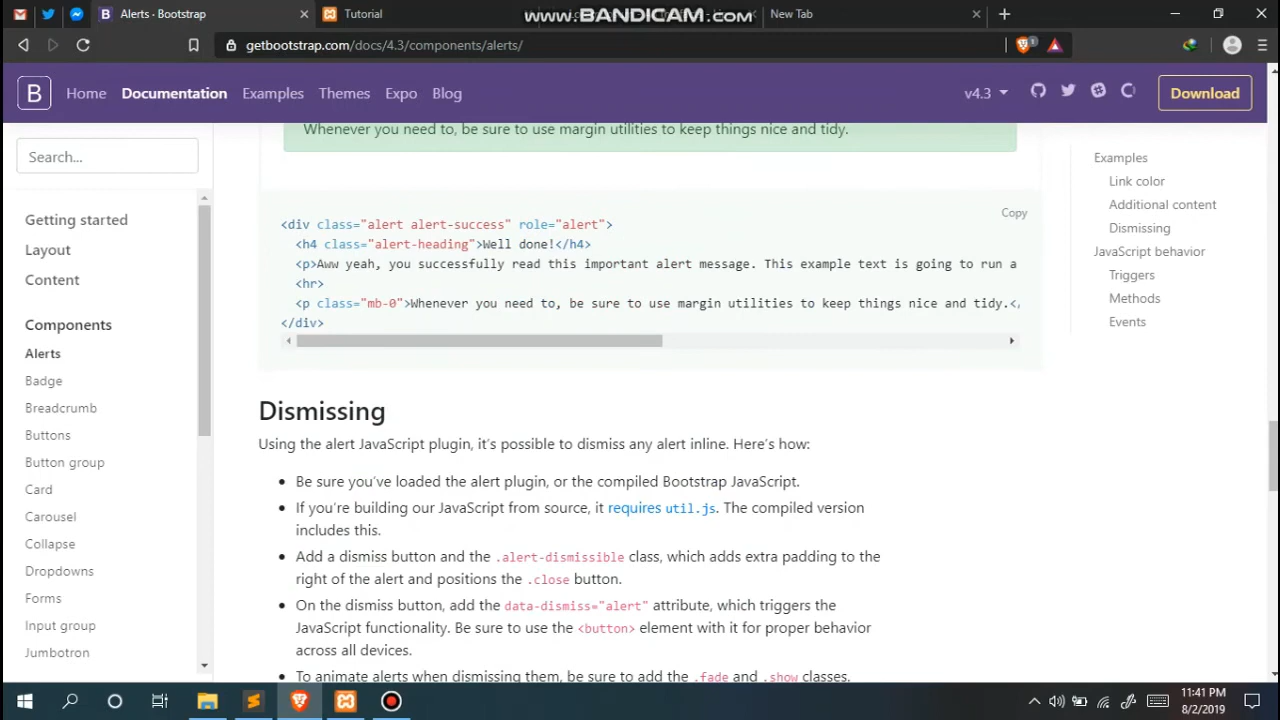 Alerts · Bootstrap
Tutorial
www.BANDICAM.com
New Tab
getbootstrap.com/docs/4.3/components/alerts/
1
B
Home
Documentation
Examples
Themes
Expo
Blog
v4.3
Download
Whenever you need to, be sure to use margin utilities to keep things nice and tidy.
Search...
Getting started
Layout
Content
Components
Alerts
Badge
Breadcrumb
Buttons
Button group
Card
Carousel
Collapse
Dropdowns
Forms
Input group
Jumbotron
Copy
<div class="alert alert-success" role="alert">
<h4 class="alert-heading">Well done!</h4>
<p>Aww yeah, you successfully read this important alert message. This example text is going to run a
<hr>
<p class="mb-0">Whenever you need to, be sure to use margin utilities to keep things nice and tidy.<
</div>
Dismissing
Using the alert JavaScript plugin, it's possible to dismiss any alert inline. Here's how:
• Be sure you've loaded the alert plugin, or the compiled Bootstrap JavaScript.
• If you're building our JavaScript from source, it requires util.js. The compiled version
includes this.
• Add a dismiss button and the .alert-dismissible class, which adds extra padding to the
right of the alert and positions the .close button.
• On the dismiss button, add the data-dismiss="alert" attribute, which triggers the
JavaScript functionality. Be sure to use the <button> element with it for proper behavior
across all devices.
• To animate alerts when dismissing them, be sure to add the .fade and .show classes.
Examples
Link color
Additional content
Dismissing
JavaScript behavior
Triggers
Methods
Events
11:41 PM
8/2/2019